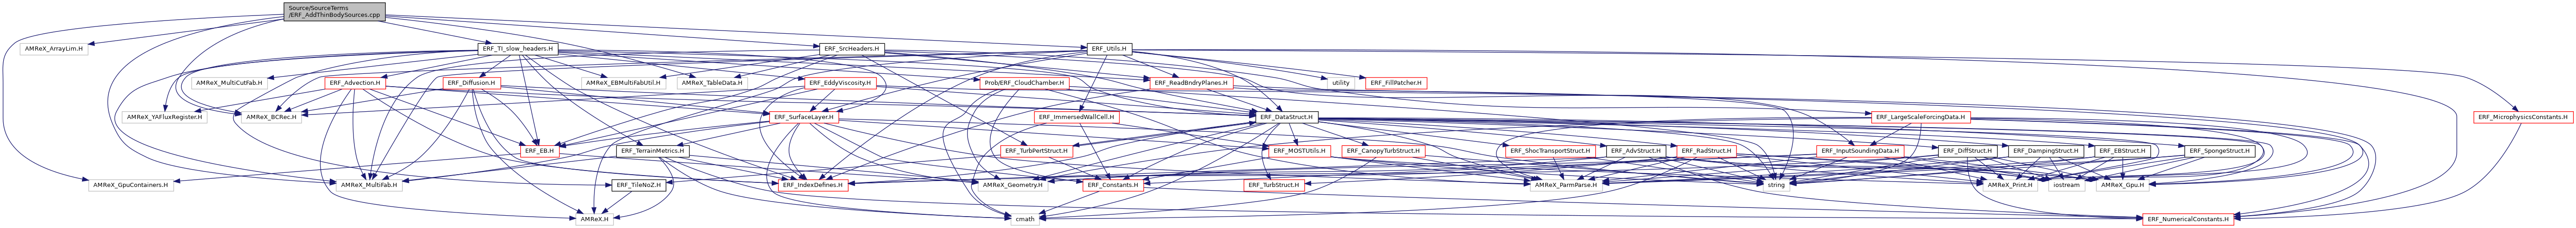 Source/SourceTerms
/ERF_AddThinBodySources.cpp
AMReX_ArrayLim.H
ERF_TI_slow_headers.H
ERF_SrcHeaders.H
ERF_Utils.H
AMReX_MultiCutFab.H
ERF_Advection.H
ERF_Diffusion.H
AMReX_EBMultiFabUtil.H
AMReX_TableData.H
ERF_EddyViscosity.H
Prob/ERF_CloudChamber.H
ERF_ReadBndryPlanes.H
utility
ERF_FillPatcher.H
AMReX_YAFluxRegister.H
AMReX_BCRec.H
ERF_SurfaceLayer.H
ERF_ImmersedWallCell.H
ERF_DataStruct.H
ERF_LargeScaleForcingData.H
ERF_MicrophysicsConstants.H
ERF_EB.H
ERF_TerrainMetrics.H
ERF_TurbPertStruct.H
ERF_MOSTUtils.H
ERF_CanopyTurbStruct.H
ERF_ShocTransportStruct.H
ERF_AdvStruct.H
ERF_RadStruct.H
ERF_InputSoundingData.H
ERF_DiffStruct.H
ERF_DampingStruct.H
ERF_EBStruct.H
ERF_SpongeStruct.H
AMReX_GpuContainers.H
AMReX_MultiFab.H
ERF_TileNoZ.H
ERF_IndexDefines.H
AMReX_Geometry.H
ERF_Constants.H
ERF_TurbStruct.H
AMReX_ParmParse.H
string
AMReX_Print.H
iostream
AMReX_Gpu.H
AMReX.H
cmath
ERF_NumericalConstants.H